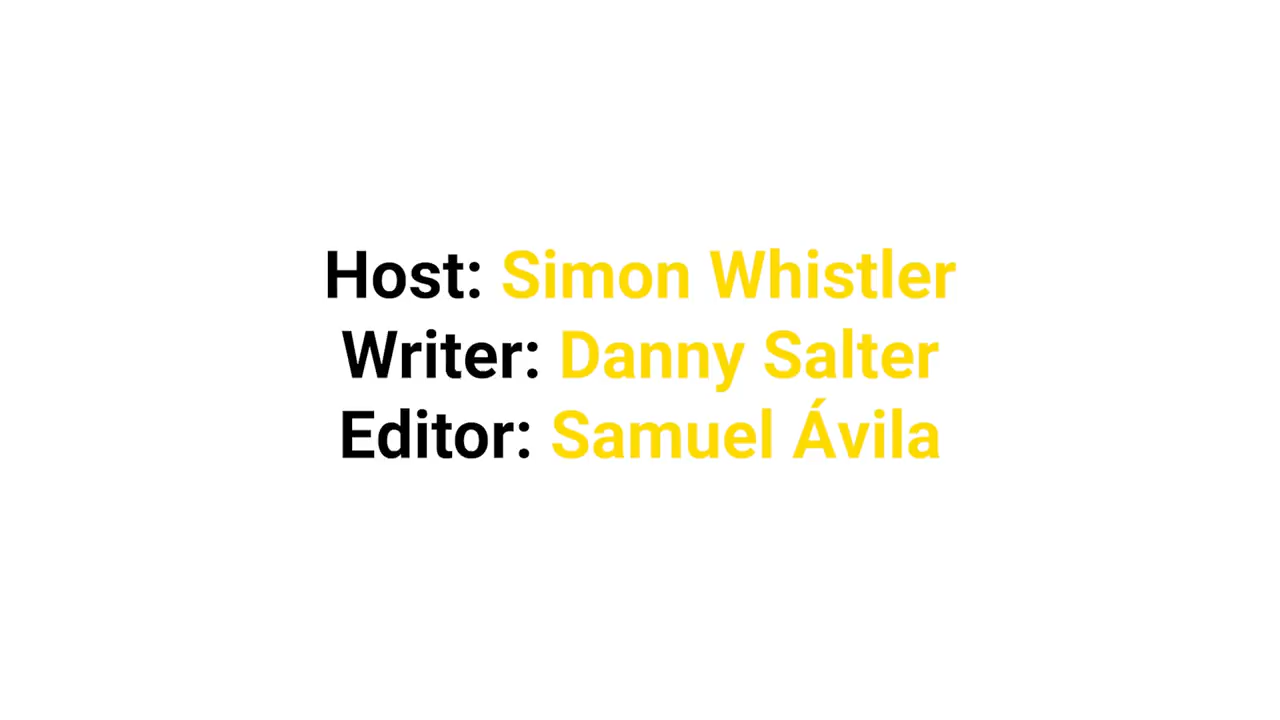 Host: Simon Whistler
Writer: Danny Salter
Editor: Samuel Ávila